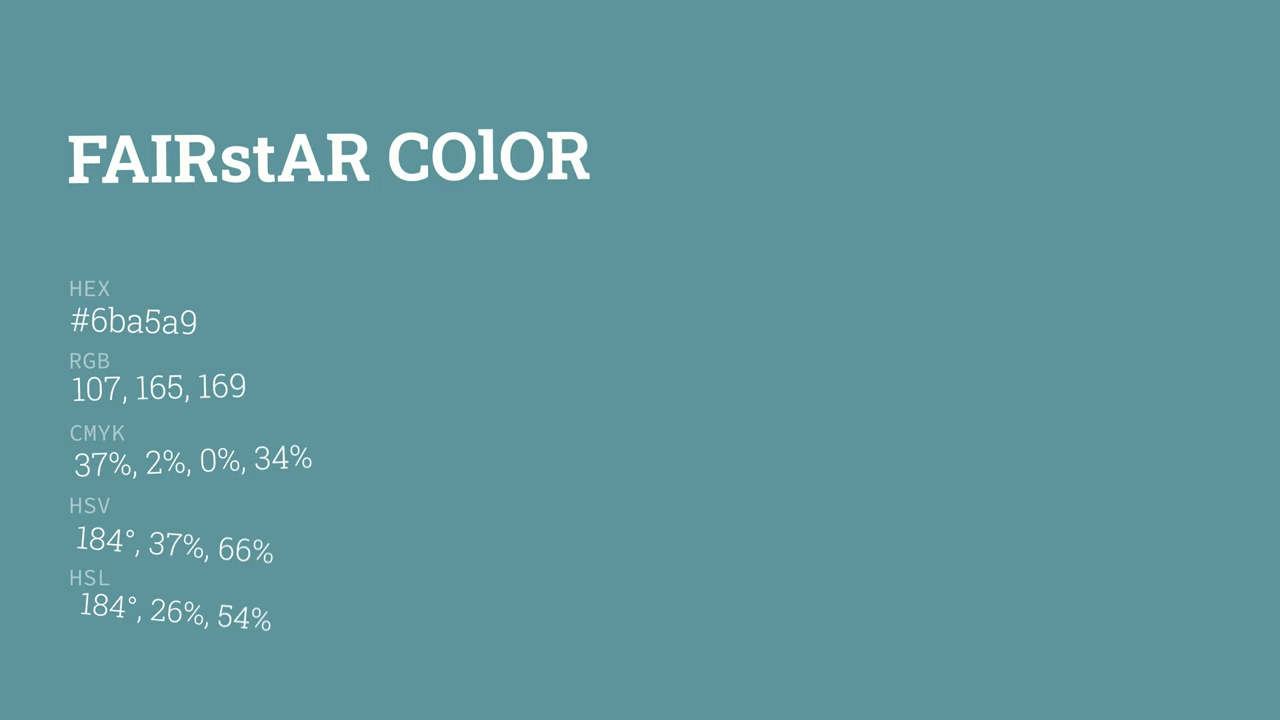 FAIRstAR COlOR
HEX
#6ba5a9
RGB
107, 165, 169
CMYK
37%, 2%, 0%, 34%
HSV
184°, 37%, 66%
HSL
184°, 26%, 54%